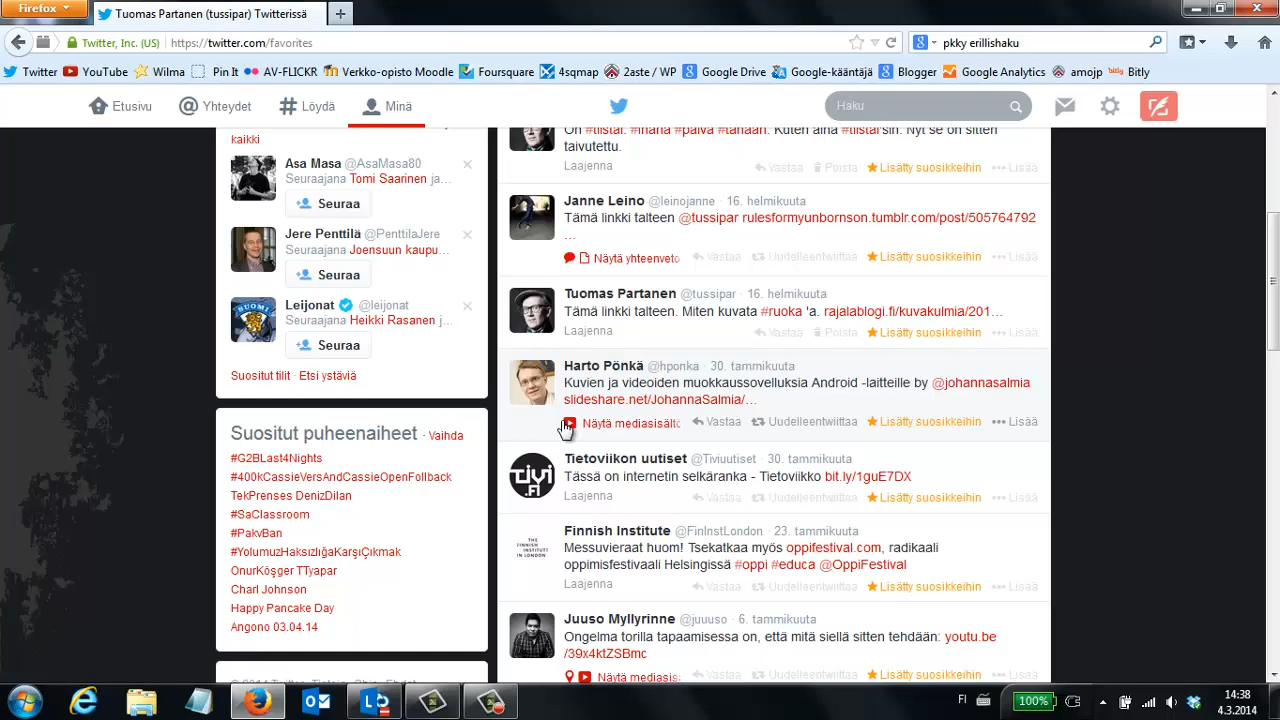 Firefox
Tuomas Partanen (tussipar) Twitterissä
Twitter, Inc. (US)
https://twitter.com/favorites
pkky erillishaku
Twitter
YouTube
Wilma
Pin It
AV-FLICKR
Verkko-opisto Moodle
Foursquare
4sqmap
2aste / WP
Google Drive
Google-kääntäjä
Blogger
Google Analytics
amojp
Bitly
Etusivu
Yhteydet
Löydä
Minä
Haku
kaikki
Asa Masa @AsaMasa80
Seuraajana Tomi Saarinen ja...
Seuraa
Jere Penttilä @PenttilaJere
Seuraajana Joensuun kaupu...
Seuraa
Leijonat @leijonat
Seuraajana Heikki Rasanen j...
Seuraa
Suositut tilit · Etsi ystäviä
Suositut puheenaiheet · Vaihda
#G2BLast4Nights
#400kCassieVersAndCassieOpenFollback
TekPrenses DenizDilan
#SaClassroom
#PakvBan
#YolumuzHaksızlığaKarşıÇıkmak
OnurKöşger TTyapar
Charl Johnson
Happy Pancake Day
Angono 03.04.14
On #tiistai. #ihana #päivä #tänään. Kuten aina #tiistai'sin. Nyt se on sitten
taivutettu.
Laajenna
Vastaa
Poista
Lisätty suosikkeihin
Lisää
Janne Leino @leinojanne · 16. helmikuuta
Tämä linkki talteen @tussipar rulesformyunbornson.tumblr.com/post/505764792
...
Näytä yhteenveto
Vastaa
Uudelleentwiittaa
Lisätty suosikkeihin
Lisää
Tuomas Partanen @tussipar · 16. helmikuuta
Tämä linkki talteen. Miten kuvata #ruoka 'a. rajalablogi.fi/kuvakulmia/201...
Laajenna
Vastaa
Poista
Lisätty suosikkeihin
Lisää
Harto Pönkä @hponka · 30. tammikuuta
Kuvien ja videoiden muokkaussovelluksia Android -laitteille by @johannasalmia
slideshare.net/JohannaSalmia/...
Näytä mediasisältö
Vastaa
Uudelleentwiittaa
Lisätty suosikkeihin
Lisää
TIVI
.FI
Tietoviikon uutiset @Tiviuutiset · 30. tammikuuta
Tässä on internetin selkäranka - Tietoviikko bit.ly/1guE7DX
Laajenna
Vastaa
Uudelleentwiittaa
Lisätty suosikkeihin
Lisää
THE
FINNISH
INSTITUTE
IN LONDON
Finnish Institute @FinInstLondon · 23. tammikuuta
Messuvieraat huom! Tsekatkaa myös oppifestival.com, radikaali
oppimisfestivaali Helsingissä #oppi #educa @OppiFestival
Laajenna
Vastaa
Uudelleentwiittaa
Lisätty suosikkeihin
Lisää
Juuso Myllyrinne @juuuso · 6. tammikuuta
Ongelma torilla tapaamisessa on, että mitä siellä sitten tehdään: youtu.be
/39x4ktZSBmc
Näytä mediasis
Vastaa
Uudelleentwiittaa
Lisätty suosikkeihin
Lisää
FI
100%
14:38
4.3.2014